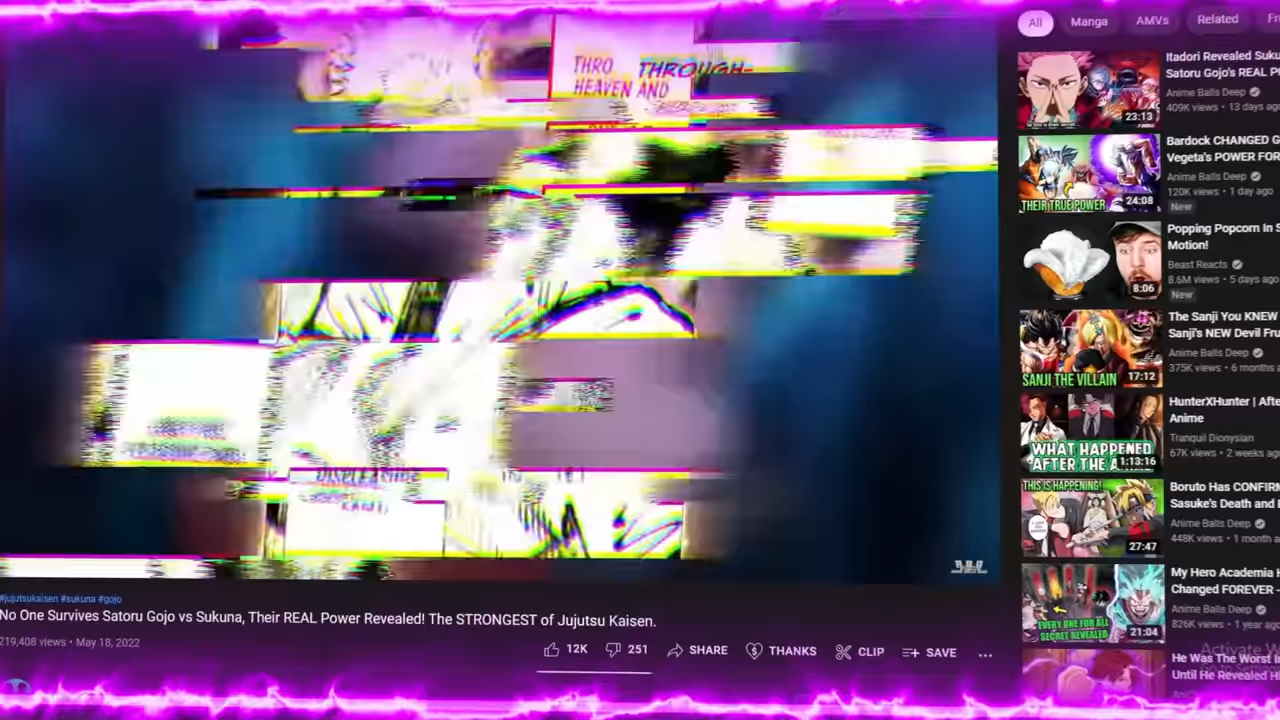 All
Manga
AMVs
Related
THRO THROUGH-
HEAVEN AND
Itadori Revealed Suku
Satoru Gojo's REAL P
Anime Balls Deep
409K views • 13 days ago
23:13
Bardock CHANGED G
Vegeta's POWER FOR
Anime Balls Deep
120K views • 1 day ago
New
THEIR TRUE POWER
24:08
Popping Popcorn In S
Motion!
Beast Reacts
8.6M views • 5 days ago
New
8:06
The Sanji You KNEW
Sanji's NEW Devil Fru
Anime Balls Deep
375K views • 6 months a
SANJI THE VILLAIN
17:12
HunterXHunter | Afte
Anime
Tranquil Dionysian
67K views • 2 weeks ag
WHAT HAPPENED
AFTER THE A
1:13:16
THIS IS HAPPENING!
Boruto Has CONFIRM
Sasuke's Death and
Anime Balls Deep
448K views • 1 month a
27:47
My Hero Academia H
Changed FOREVER -
Anime Balls Deep
826K views • 1 year ago
EVERY ONE FOR ALL
SECRET REVEALED
21:04
He Was The Worst I
Until He Revealed Hi
Activate W
#jujutsukaisen #sukuna #gojo
No One Survives Satoru Gojo vs Sukuna, Their REAL Power Revealed! The STRONGEST of Jujutsu Kaisen.
219,408 views • May 18, 2022
12K
251
SHARE
THANKS
CLIP
SAVE